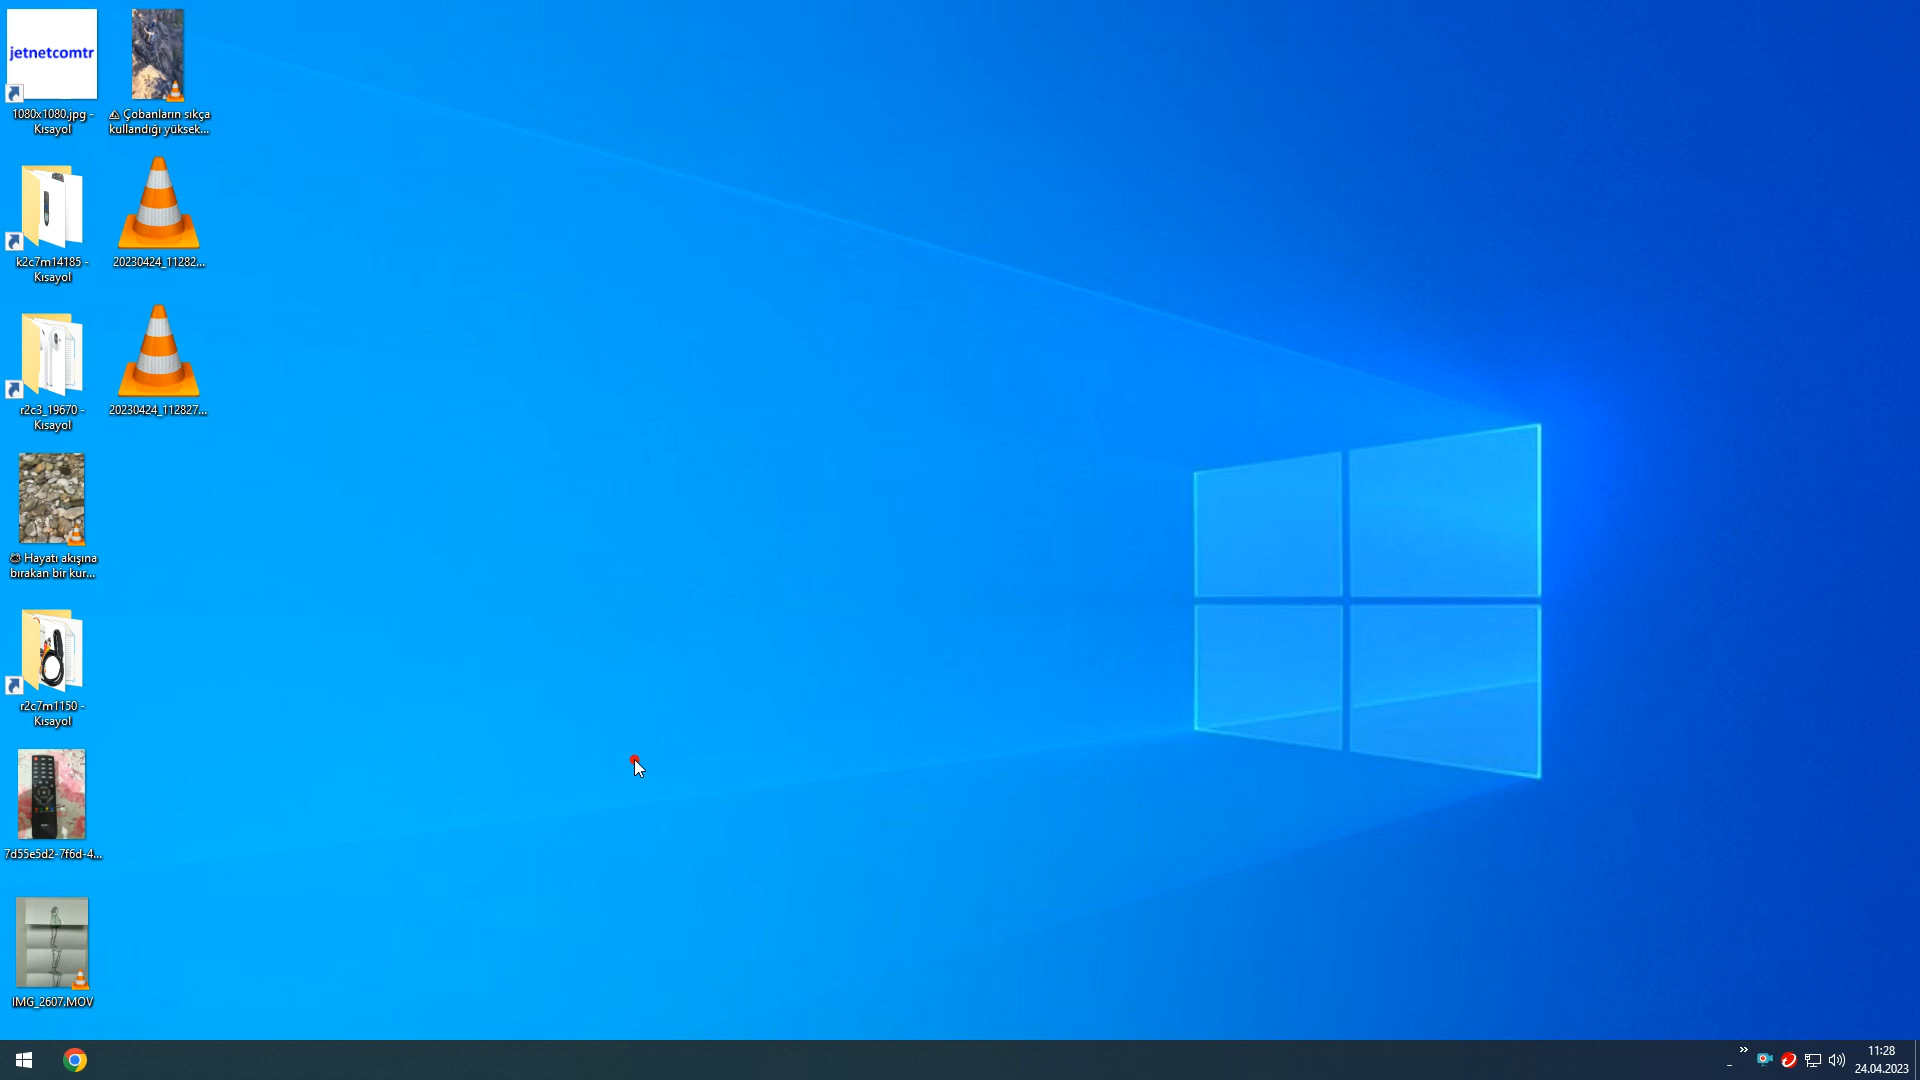 jetnetcomtr
1080x1080.jpg -
Kısayol
Çobanların sıkça
kullandığı yüksek...
k2c7m14185 -
Kısayol
20230424_11282...
r2c3_19670 -
Kısayol
20230424_112827...
Hayatı akışına
bırakan bir kur...
r2c7m1150 -
Kısayol
7d55e5d2-7f6d-4...
IMG_2607.MOV
11:28
24.04.2023